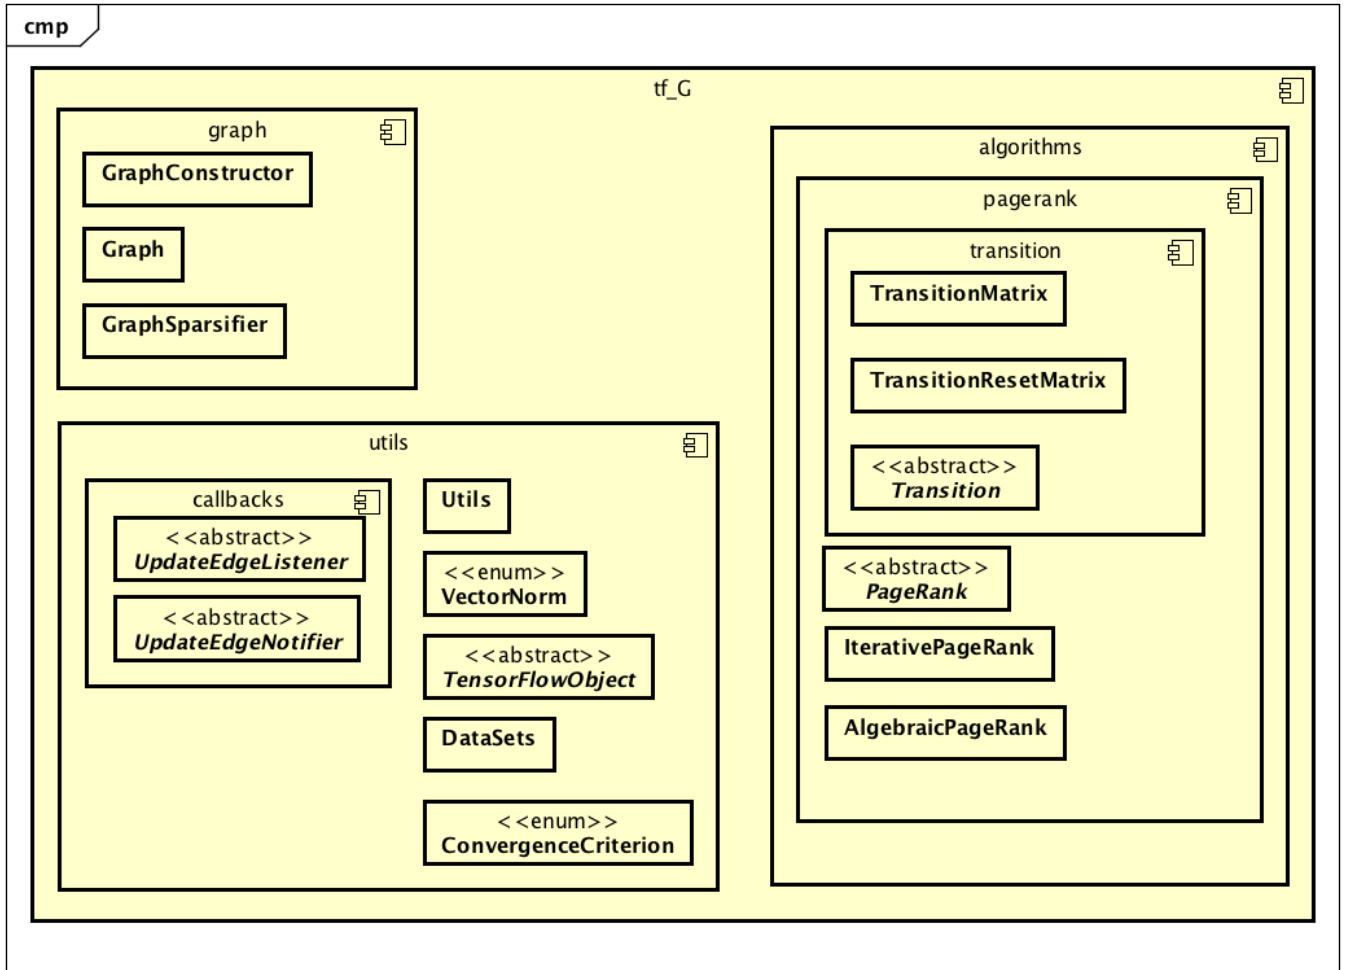 cmp
tf_G
graph
GraphConstructor
Graph
GraphSparsifier
utils
callbacks
<<abstract>>
UpdateEdgeListener
<<abstract>>
UpdateEdgeNotifier
Utils
<<enum>>
VectorNorm
<<abstract>>
TensorFlowObject
DataSets
<<enum>>
ConvergenceCriterion
algorithms
pagerank
transition
TransitionMatrix
TransitionResetMatrix
<<abstract>>
Transition
<<abstract>>
PageRank
IterativePageRank
AlgebraicPageRank